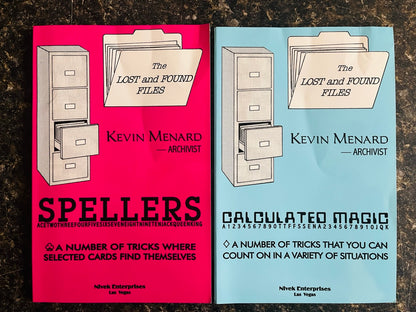 The
LOST and FOUND
FILES
KEVIN MENARD
— ARCHIVIST
SPELLERS
ACETWOTHREEFOURFIVESIXSEVENEIGHTNINETENJACKQUEENKING
♤ A NUMBER OF TRICKS WHERE
SELECTED CARDS FIND THEMSELVES
Nivek Enterprises
Las Vegas
The
LOST and FOUND
FILES
KEVIN MENARD
— ARCHIVIST
CALCULATED MAGIC
♢ A NUMBER OF TRICKS THAT YOU CAN
COUNT ON IN A VARIETY OF SITUATIONS
Nivek Enterprises
Las Vegas